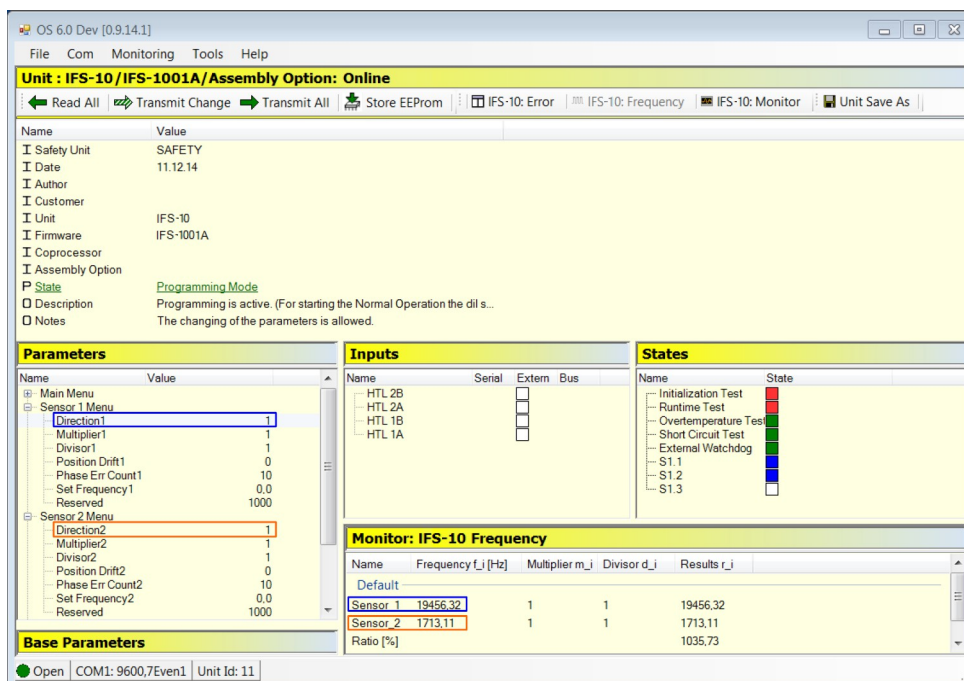 OS 6.0 Dev [0.9.14.1]
File Com Monitoring Tools Help
Unit : IFS-10/IFS-1001A/Assembly Option: Online
Read All Transmit Change Transmit All Store EEProm IFS-10: Error IFS-10: Frequency IFS-10: Monitor Unit Save As
Name Value
I Safety Unit SAFETY
I Date 11.12.14
I Author
I Customer
I Unit IFS-10
I Firmware IFS-1001A
I Coprocessor
I Assembly Option
P State Programming Mode
O Description Programming is active. (For starting the Normal Operation the dil s...
O Notes The changing of the parameters is allowed.
Parameters
Name Value
Main Menu
Sensor 1 Menu
Direction1 1
Multiplier1 1
Divisor1 1
Position Drift1 0
Phase Err Count1 10
Set Frequency1 0,0
Reserved 1000
Sensor 2 Menu
Direction2 1
Multiplier2 1
Divisor2 1
Position Drift2 0
Phase Err Count2 10
Set Frequency2 0,0
Reserved 1000
Base Parameters
Inputs
Name Serial Extern Bus
HTL 2B
HTL 2A
HTL 1B
HTL 1A
States
Name State
Initialization Test
Runtime Test
Overtemperature Test
Short Circuit Test
External Watchdog
S1.1
S1.2
S1.3
Monitor: IFS-10 Frequency
Name Frequency f_i [Hz] Multiplier m_i Divisor d_i Results r_i
Default
Sensor_1 19456,32 1 1 19456,32
Sensor_2 1713,11 1 1 1713,11
Ratio [%] 1035,73
Open COM1: 9600,7Even1 Unit Id: 11